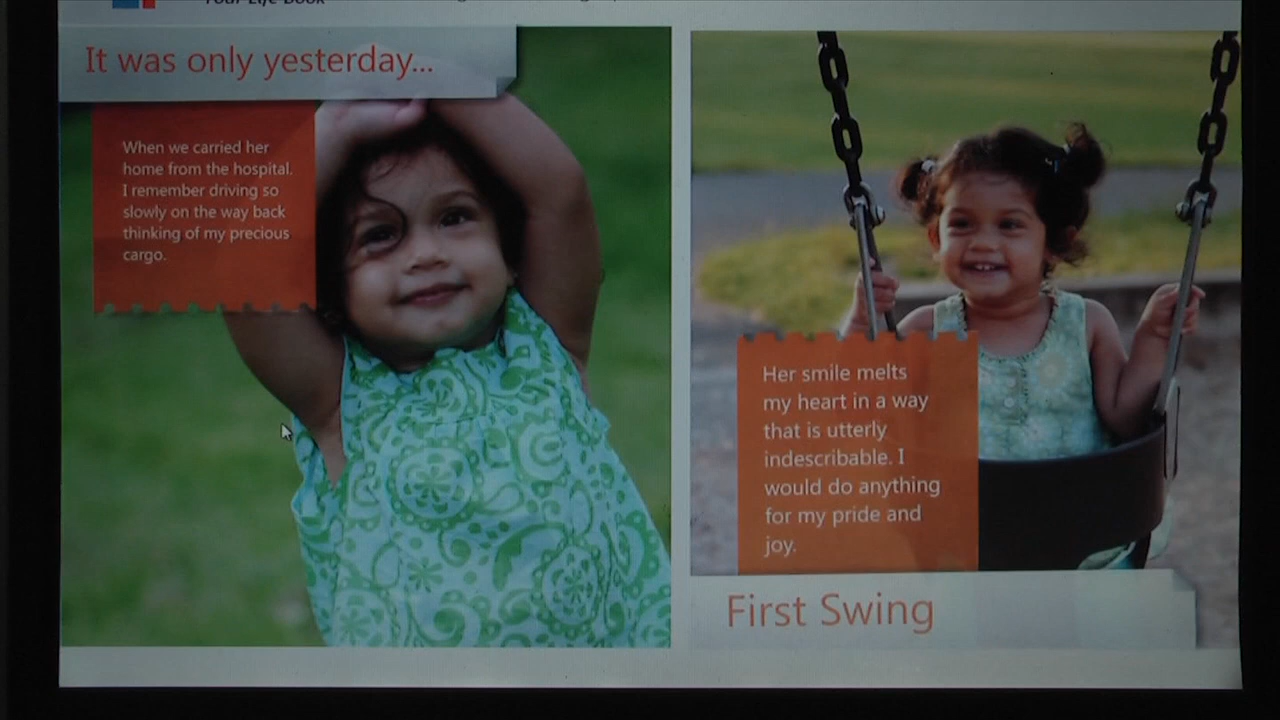 Your Life Book
It was only yesterday...
When we carried her
home from the hospital.
I remember driving so
slowly on the way back
thinking of my precious
cargo.
Her smile melts
my heart in a way
that is utterly
indescribable. I
would do anything
for my pride and
joy.
First Swing